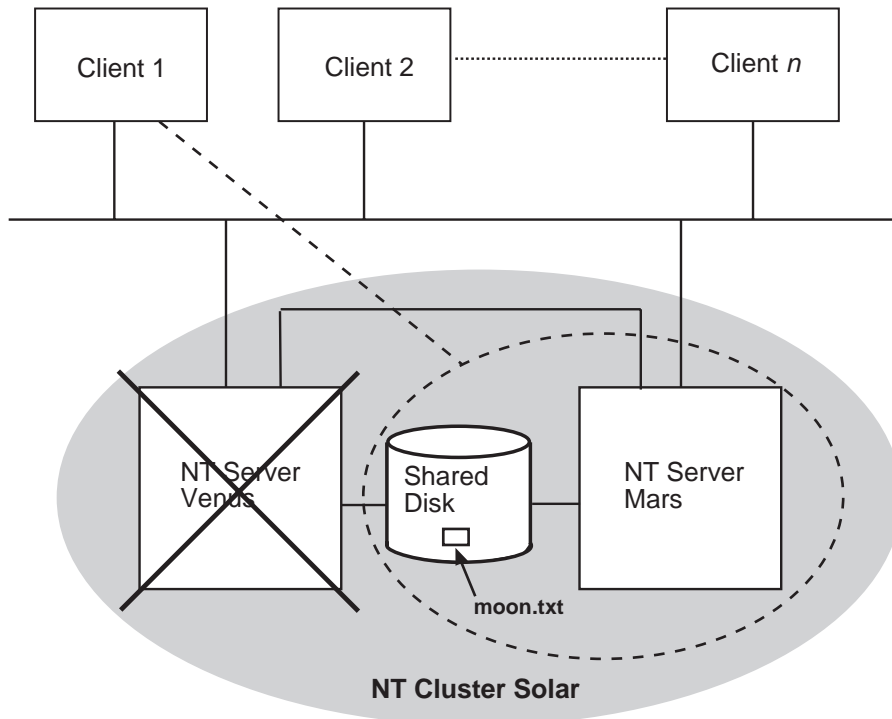 Client 1
Client 2
Client n
NT Server
Venus
Shared
Disk
NT Server
Mars
moon.txt
NT Cluster Solar